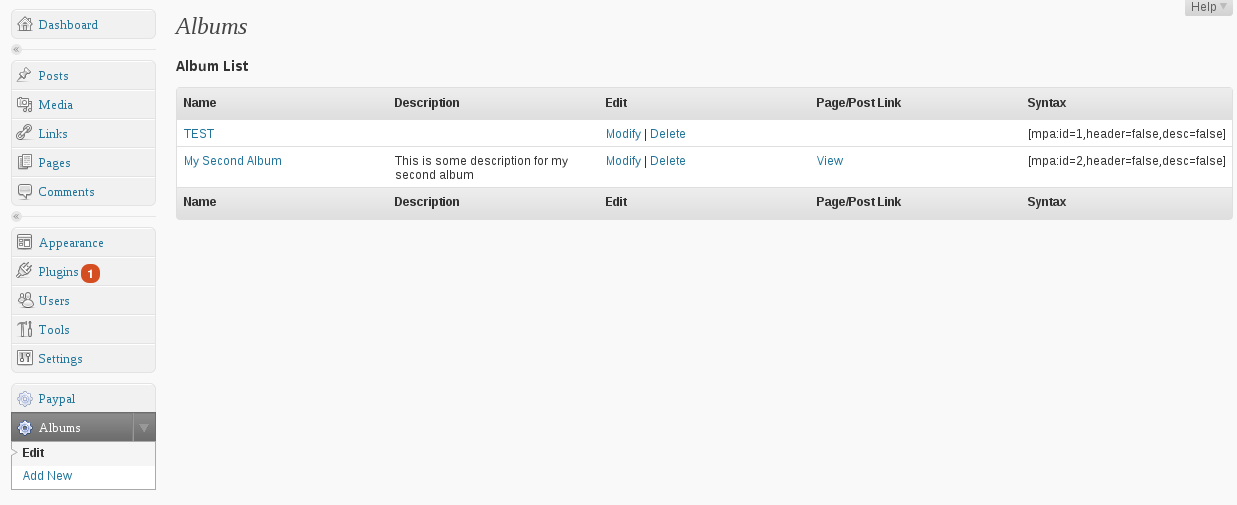 Help
Dashboard
Posts
Media
Links
Pages
Comments
Appearance
Plugins 1
Users
Tools
Settings
Paypal
Albums
Edit
Add New
Albums
Album List
Name Description Edit Page/Post Link Syntax
TEST Modify | Delete [mpa:id=1,header=false,desc=false]
My Second Album This is some description for my Modify | Delete View [mpa:id=2,header=false,desc=false]
second album
Name Description Edit Page/Post Link Syntax